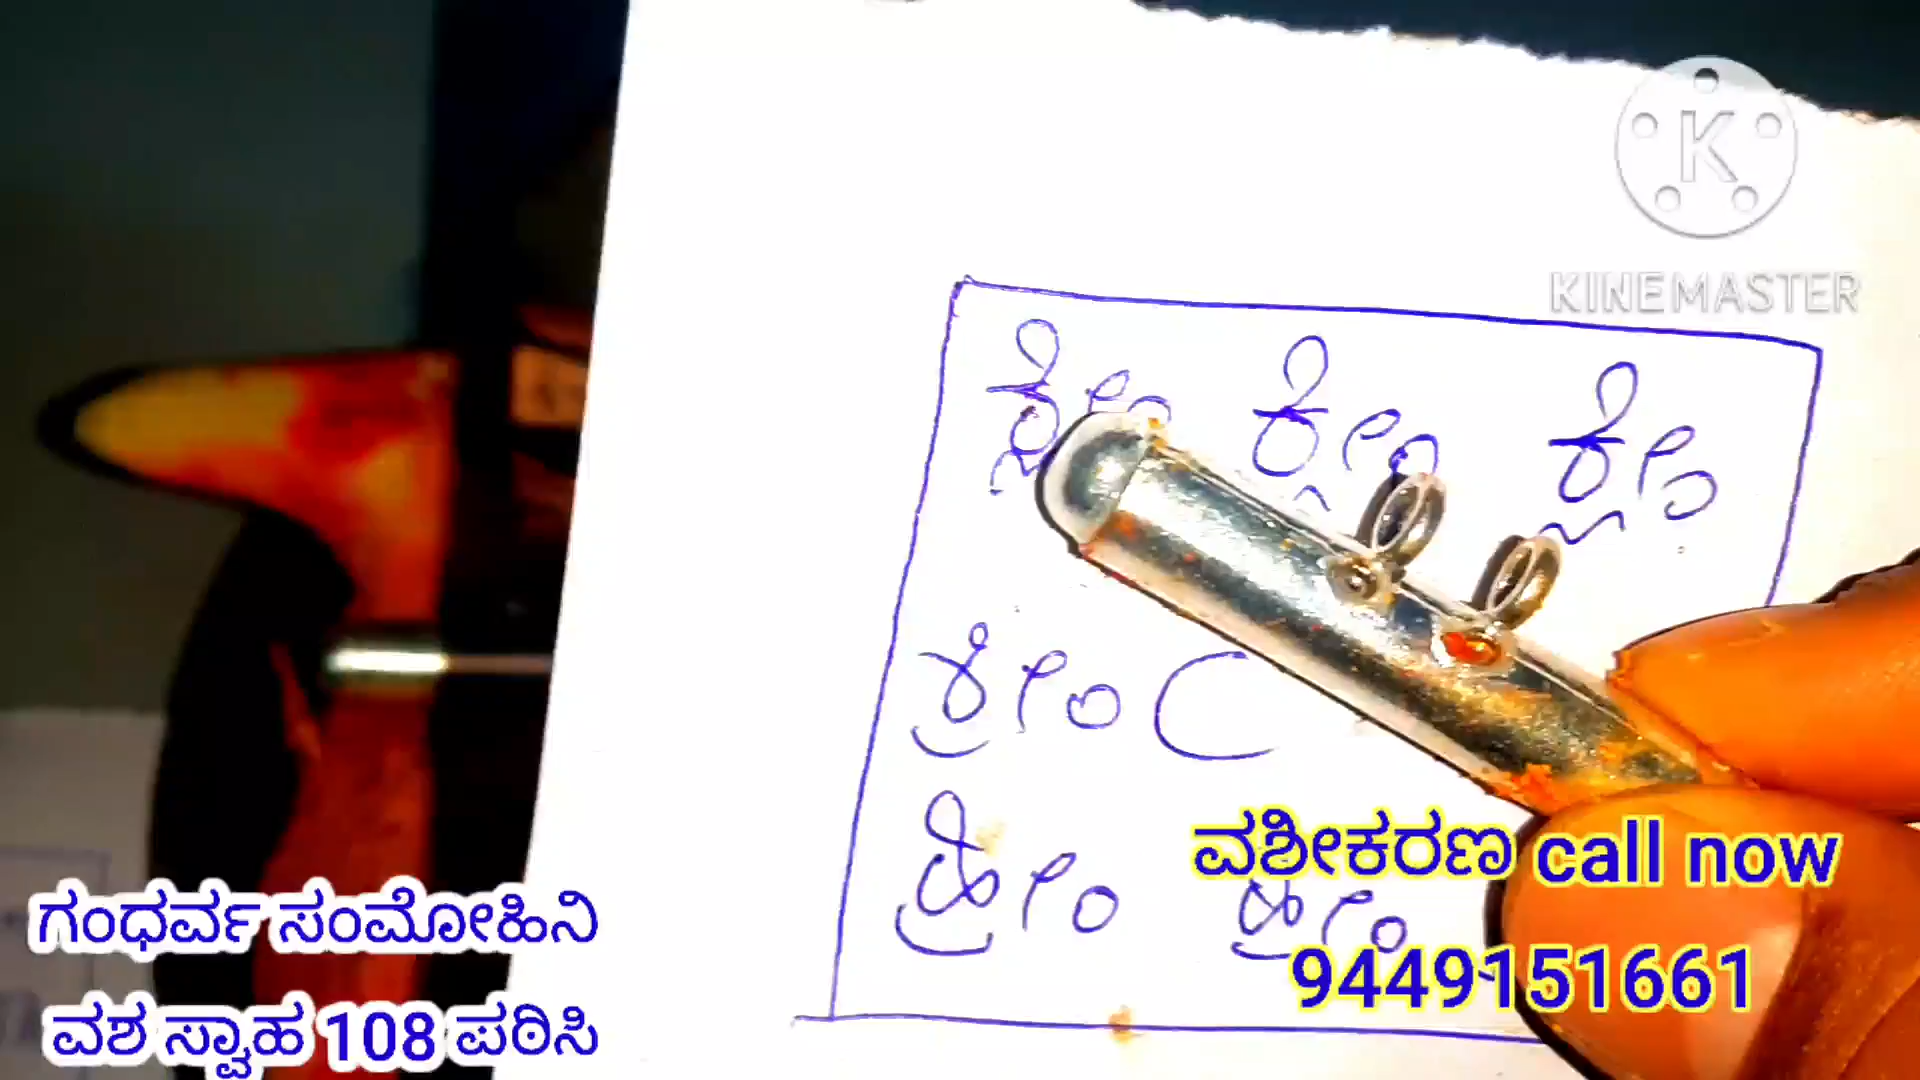 K
KINEMASTER
ಕ್ಲೀಂ ಕ್ಲೀಂ ಕ್ಲೀಂ
ಕ್ರೀಂ
ಹ್ರೀಂ ಹ್ರೀಂ
ವಶೀಕರಣ call now
9449151661
ಗಂಧರ್ವ ಸಂಮೋಹಿನಿ
ವಶ ಸ್ವಾಹ 108 ಪಠಿಸಿ